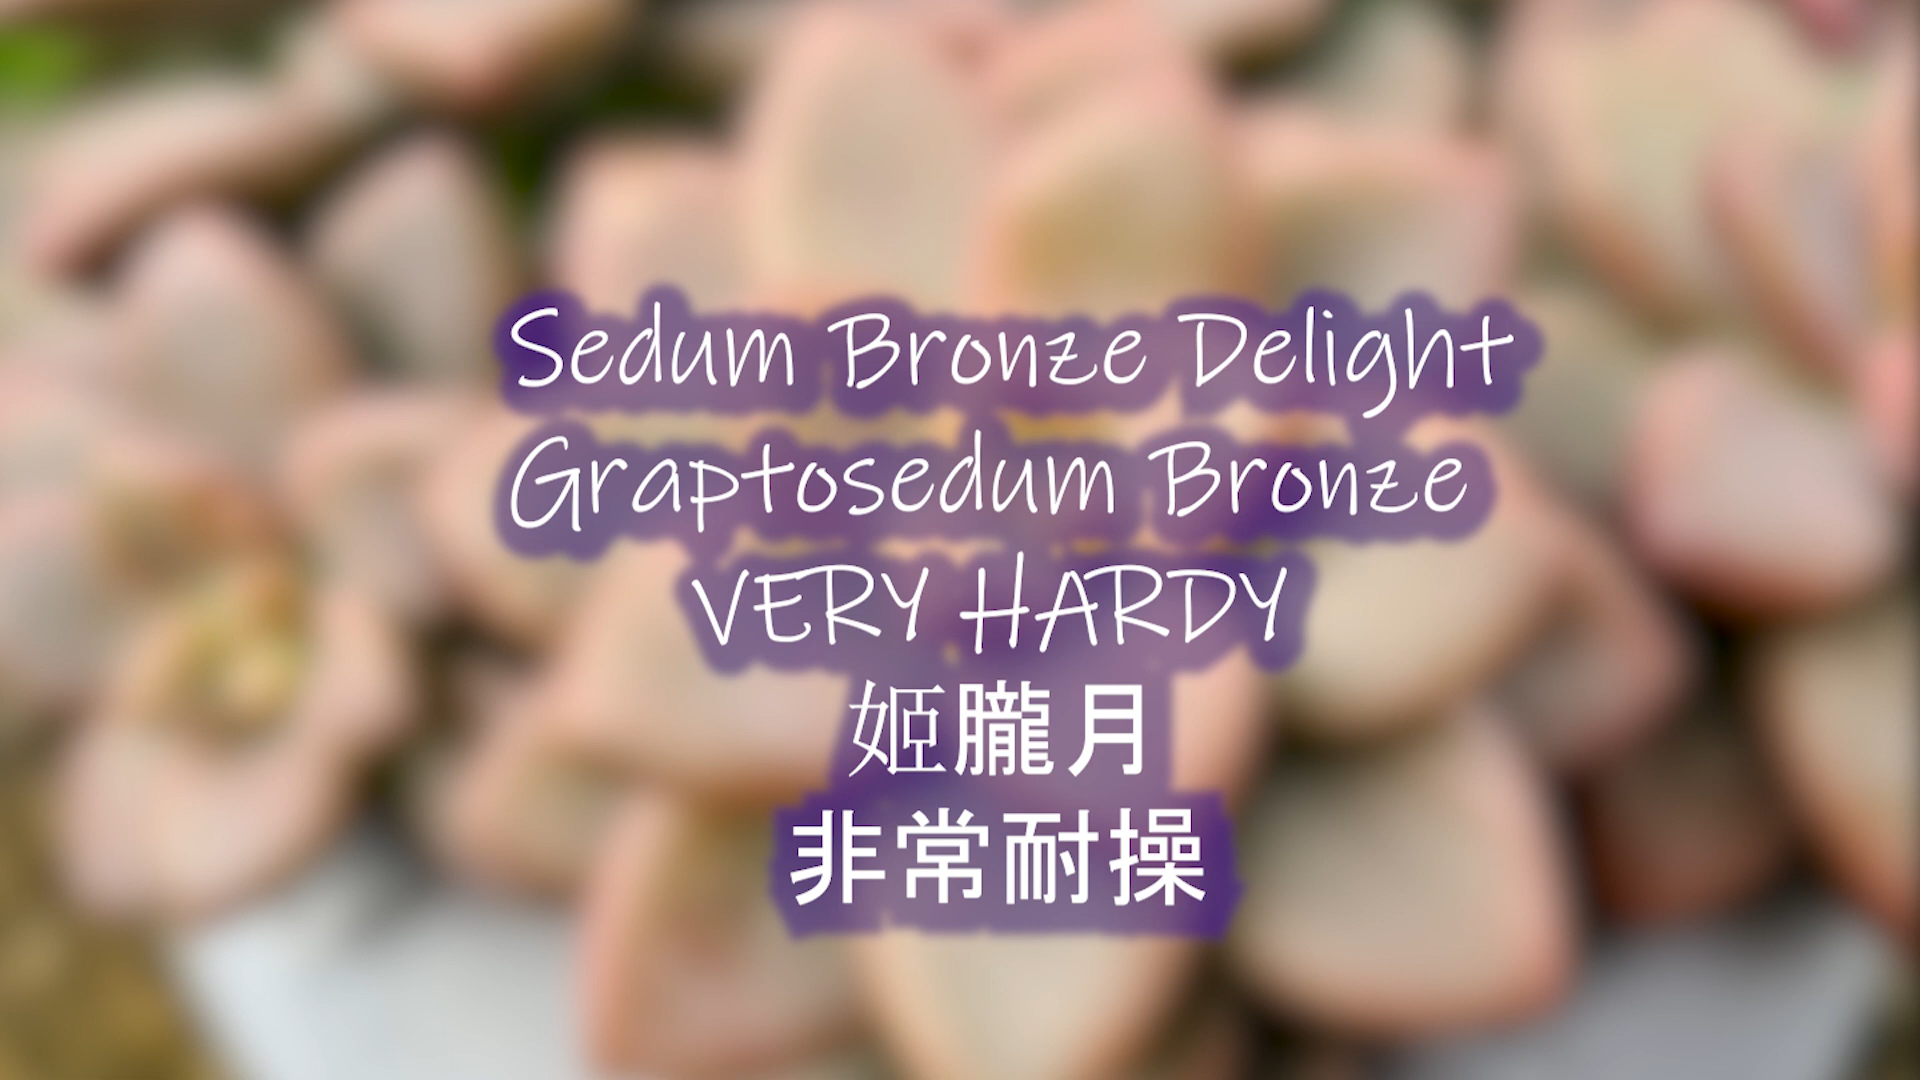 Sedum Bronze Delight
Graptosedum Bronze
VERY HARDY
姬朧月
非常耐操